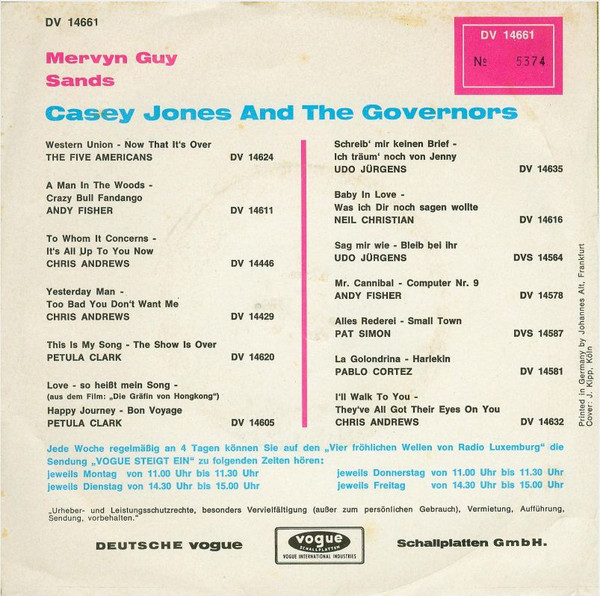 DV 14661
DV 14661
№ 5374
Mervyn Guy
Sands
Casey Jones And The Governors
Western Union - Now That It's Over
THE FIVE AMERICANS DV 14624
A Man In The Woods -
Crazy Bull Fandango
ANDY FISHER DV 14611
To Whom It Concerns -
It's All Up To You Now
CHRIS ANDREWS DV 14446
Yesterday Man -
Too Bad You Don't Want Me
CHRIS ANDREWS DV 14429
This Is My Song - The Show Is Over
PETULA CLARK DV 14620
Love - so heißt mein Song -
(aus dem Film: „Die Gräfin von Hongkong")
Happy Journey - Bon Voyage
PETULA CLARK DV 14605
Schreib' mir keinen Brief -
Ich träum' noch von Jenny
UDO JÜRGENS DV 14635
Baby In Love -
Was ich Dir noch sagen wollte
NEIL CHRISTIAN DV 14616
Sag mir wie - Bleib bei ihr
UDO JÜRGENS DVS 14564
Mr. Cannibal - Computer Nr. 9
ANDY FISHER DV 14578
Alles Rederei - Small Town
PAT SIMON DVS 14587
La Golondrina - Harlekin
PABLO CORTEZ DV 14581
I'll Walk To You -
They've All Got Their Eyes On You
CHRIS ANDREWS DV 14632
Printed in Germany by Johannes Alt, Frankfurt
Cover: J. Kipp, Köln
Jede Woche regelmäßig an 4 Tagen können Sie auf den „Vier fröhlichen Wellen von Radio Luxemburg" die
Sendung „VOGUE STEIGT EIN" zu folgenden Zeiten hören:
jeweils Montag von 11.00 Uhr bis 11.30 Uhr
jeweils Dienstag von 14.30 Uhr bis 15.00 Uhr
jeweils Donnerstag von 11.00 Uhr bis 11.30 Uhr
jeweils Freitag von 14.30 Uhr bis 15.00 Uhr
„Urheber- und Leistungsschutzrechte, besonders Vervielfältigung (außer zum persönlichen Gebrauch), Vermietung, Aufführung,
Sendung, vorbehalten."
DEUTSCHE vogue
vogue
SCHALLPLATTEN
VOGUE INTERNATIONAL INDUSTRIES
Schallplatten GmbH.